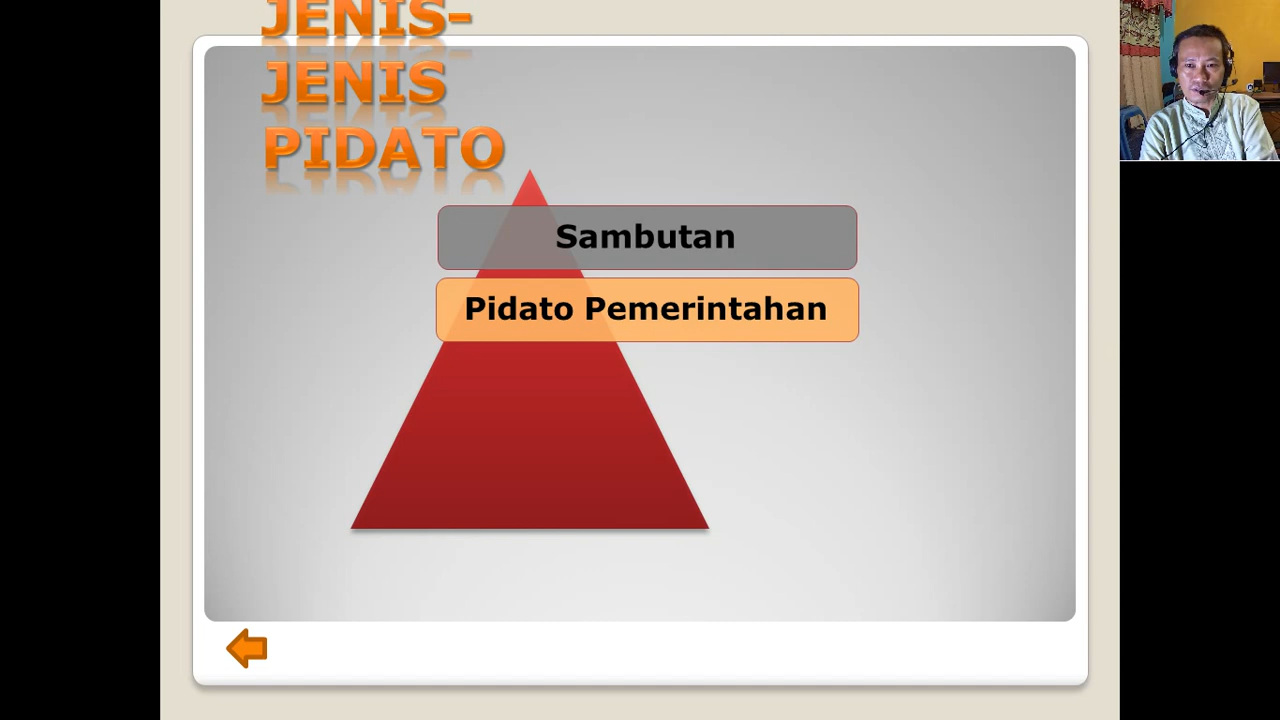 JENIS-
JENIS
PIDATO
Sambutan
Pidato Pemerintahan